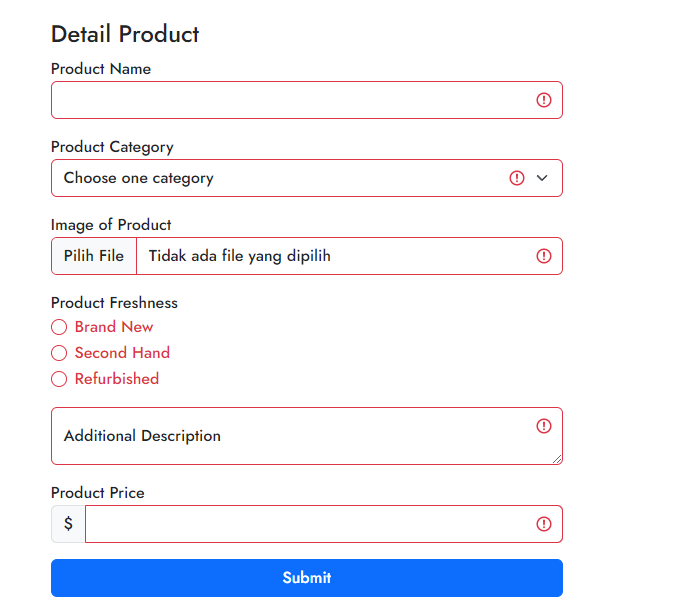 Detail Product
Product Name
Product Category
Choose one category
Image of Product
Pilih File Tidak ada file yang dipilih
Product Freshness
Brand New
Second Hand
Refurbished
Additional Description
Product Price
$
Submit